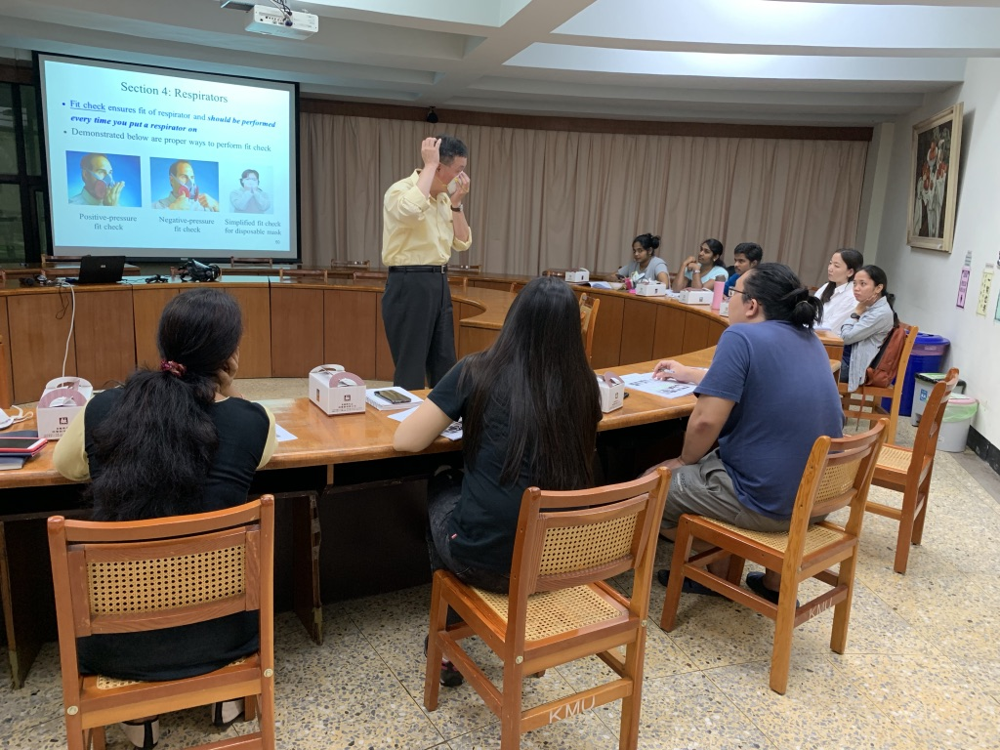 Section 4: Respirators
• Fit check ensures fit of respirator and should be performed
every time you put a respirator on
• Demonstrated below are proper ways to perform fit check
Positive-pressure
fit check
Negative-pressure
fit check
Simplified fit check
for disposable mask
KMU
KMU